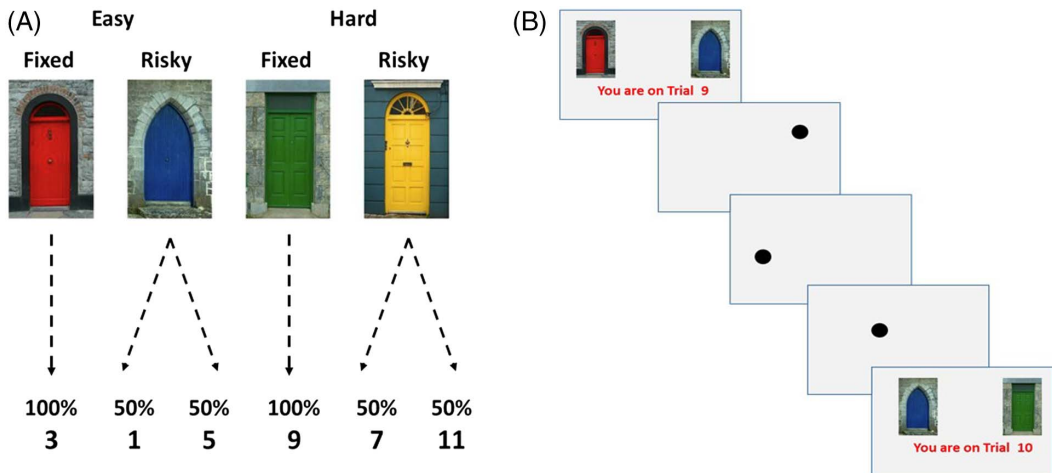 (A)
Easy Hard
Fixed Risky Fixed Risky
100% 50% 50% 100% 50% 50%
3 1 5 9 7 11
(B)
You are on Trial 9
You are on Trial 10